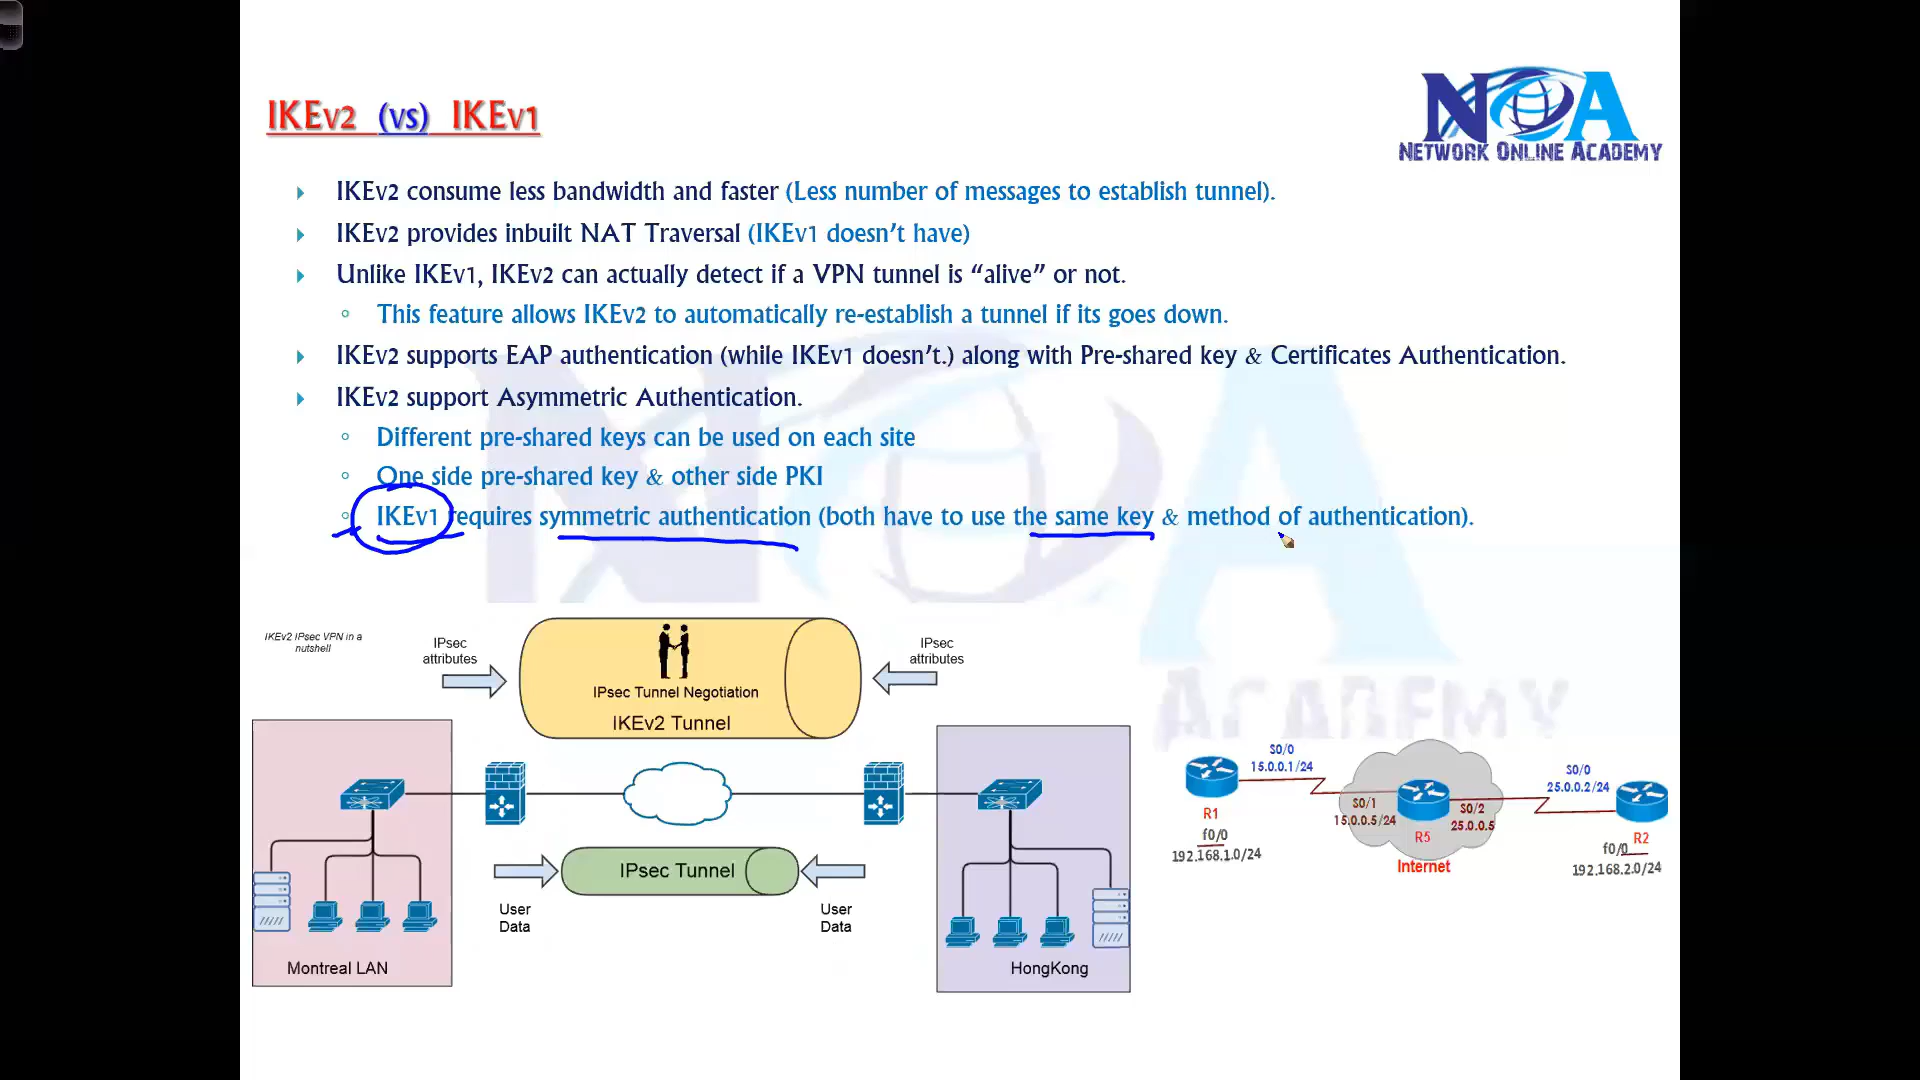 IKEv2 (vs) IKEv1
NOA
NETWORK ONLINE ACADEMY
IKEv2 consume less bandwidth and faster (Less number of messages to establish tunnel).
IKEv2 provides inbuilt NAT Traversal (IKEv1 doesn't have)
Unlike IKEv1, IKEv2 can actually detect if a VPN tunnel is “alive” or not.
This feature allows IKEv2 to automatically re-establish a tunnel if its goes down.
IKEv2 supports EAP authentication (while IKEv1 doesn't.) along with Pre-shared key & Certificates Authentication.
IKEv2 support Asymmetric Authentication.
Different pre-shared keys can be used on each site
One side pre-shared key & other side PKI
IKEv1 requires symmetric authentication (both have to use the same key & method of authentication).
NOA
ACADEMY
IKEv2 IPsec VPN in a
nutshell
IPsec
attributes
IPsec Tunnel Negotiation
IKEv2 Tunnel
IPsec
attributes
IPsec Tunnel
User
Data
User
Data
Montreal LAN
HongKong
S0/0
15.0.0.1/24
R1
f0/0
192.168.1.0/24
S0/1
15.0.0.5/24
R5
S0/2
25.0.0.5
Internet
S0/0
25.0.0.2/24
R2
f0/0
192.168.2.0/24